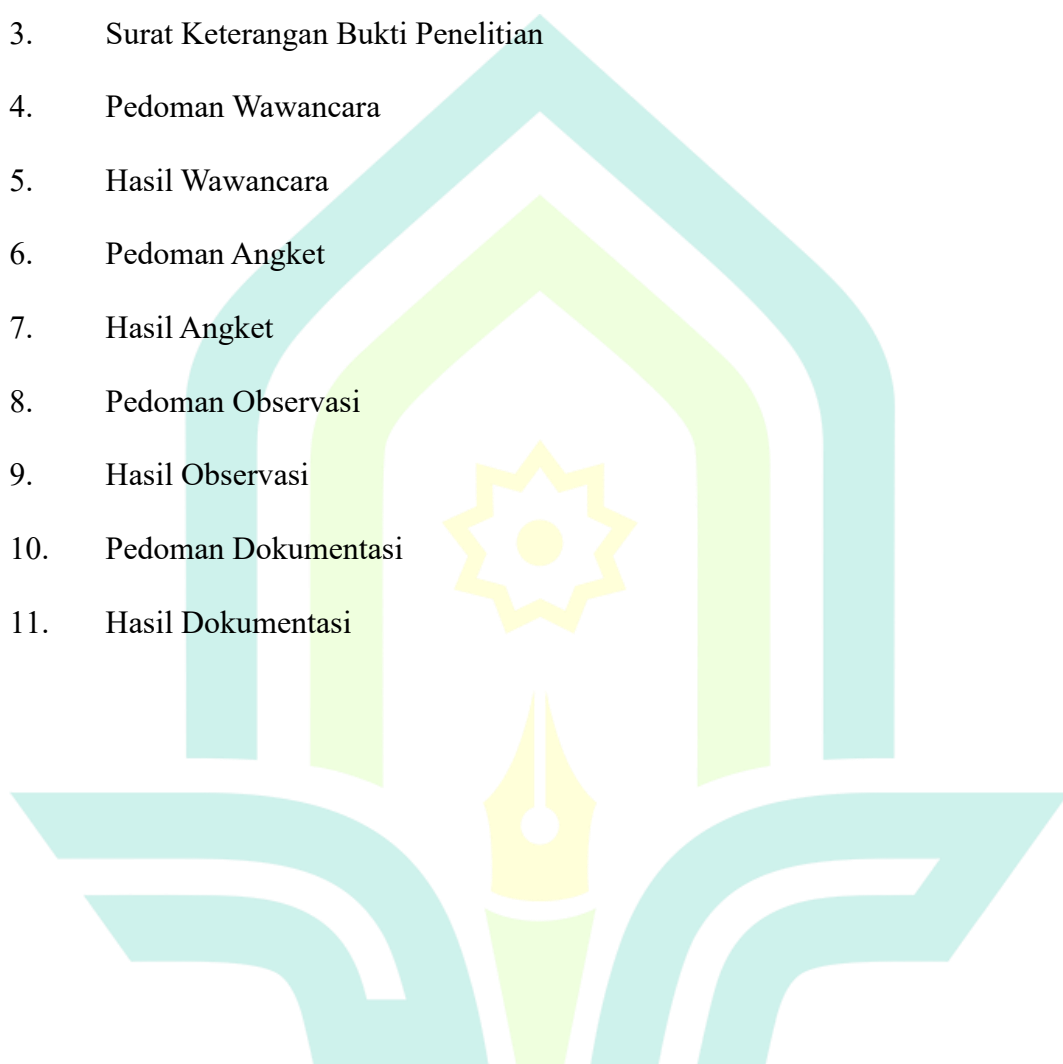 3. Surat Keterangan Bukti Penelitian
4. Pedoman Wawancara
5. Hasil Wawancara
6. Pedoman Angket
7. Hasil Angket
8. Pedoman Observasi
9. Hasil Observasi
10. Pedoman Dokumentasi
11. Hasil Dokumentasi